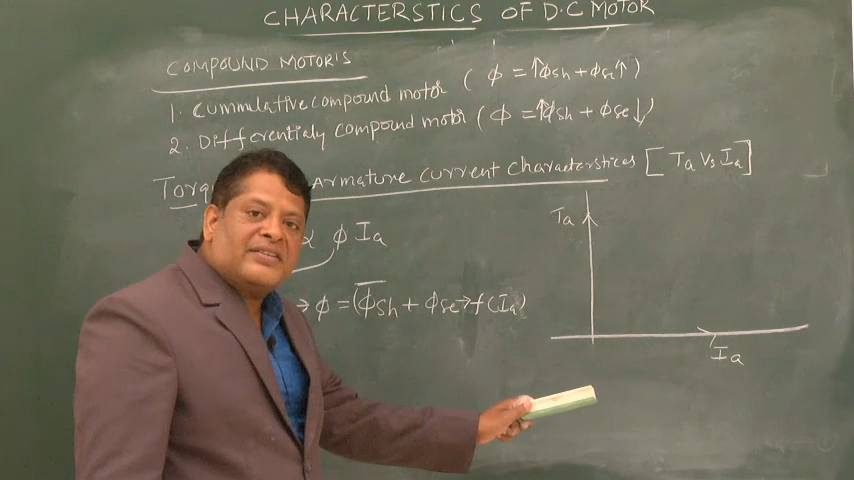 CHARACTERSTICS OF D.C MOTOR
COMPOUND MOTOR'S
1. Cummulative compound motor ( ϕ = ↑ϕsh + ϕse↑ )
2. Differentialy compound motor ( ϕ = ↑ϕsh + ϕse↓ )
Armature current characterstices [ Ta Vs Ia ]
Ta
∝ ϕ Ia
→ ϕ = (ϕsh + ϕse→f(Ia)
Ia